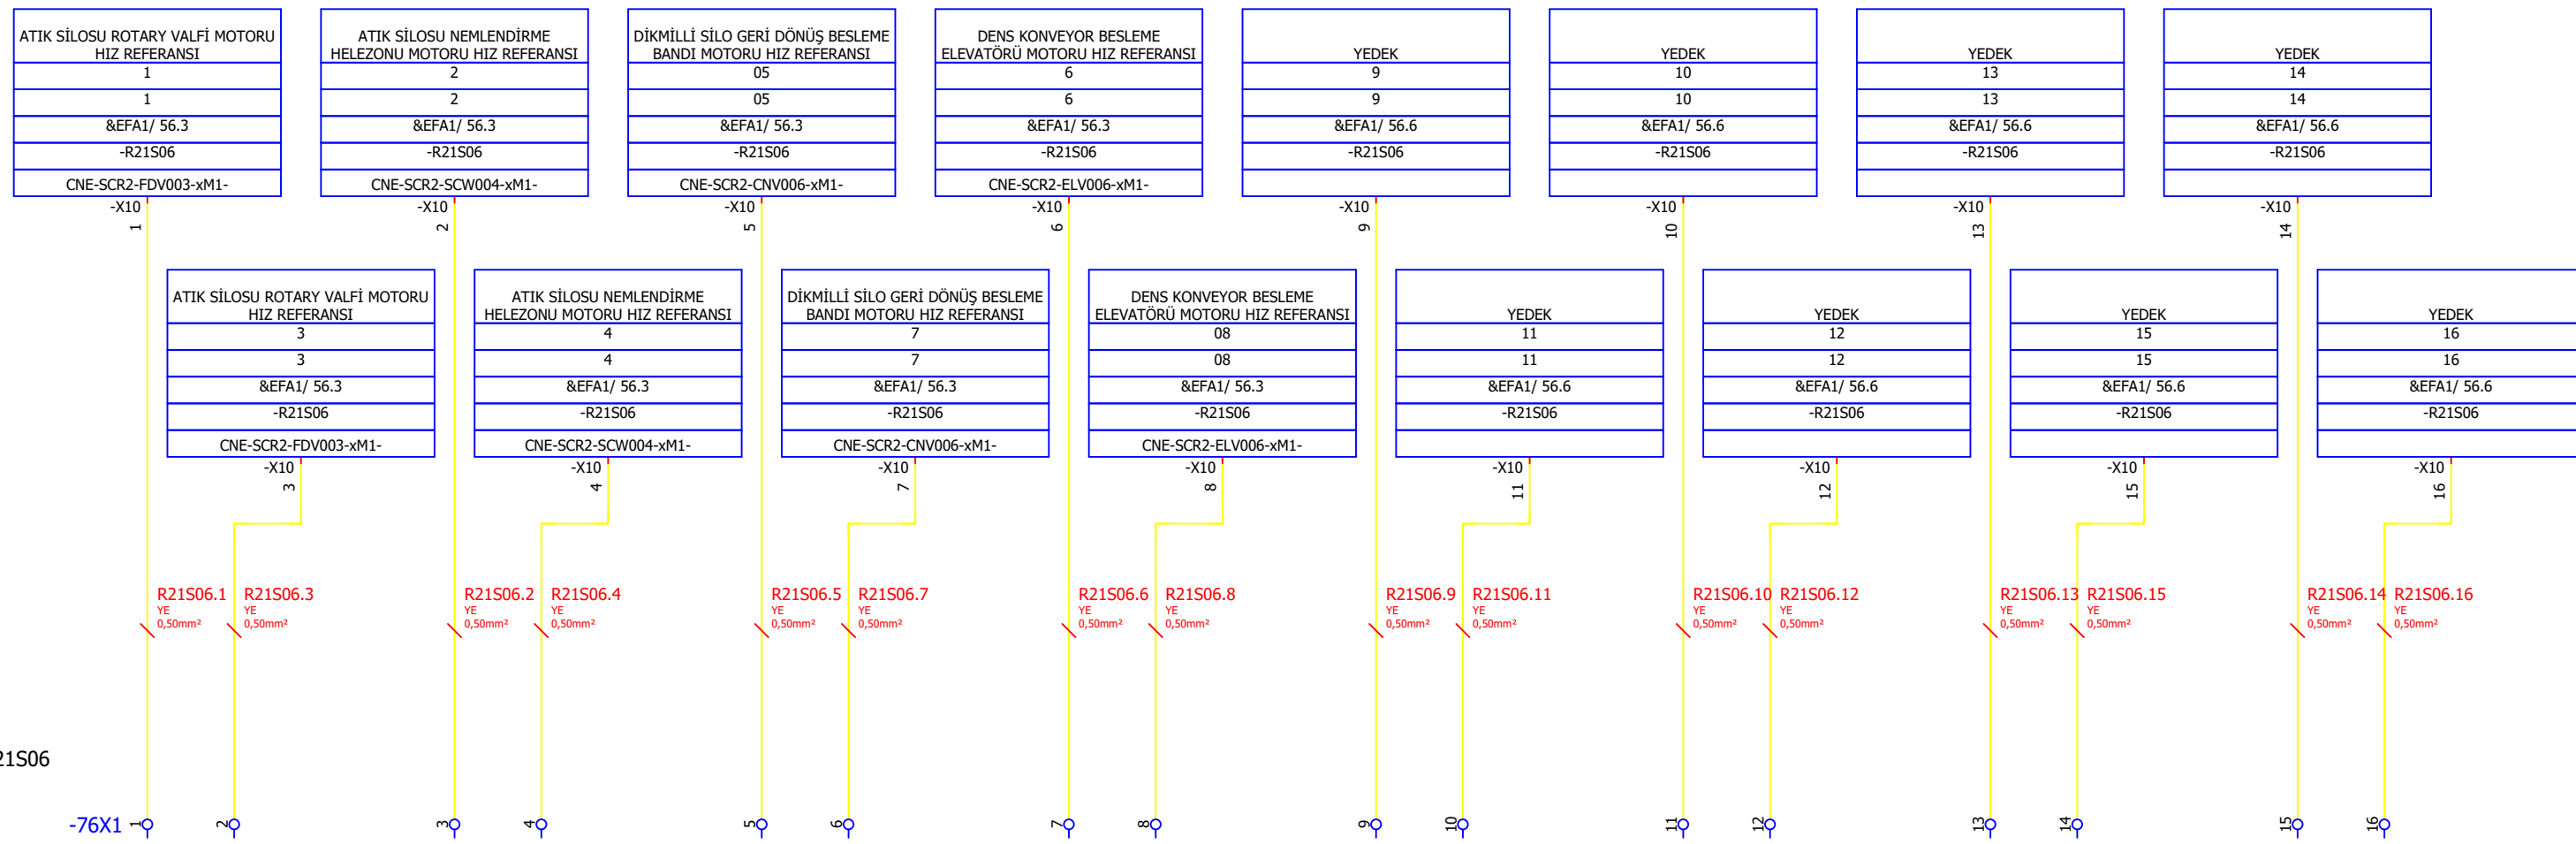 ATIK SİLOSU ROTARY VALFİ MOTORU
HIZ REFERANSI
1
1
&EFA1/ 56.3
-R21S06
CNE-SCR2-FDV003-xM1-
-X10
1
ATIK SİLOSU NEMLENDİRME
HELEZONU MOTORU HIZ REFERANSI
2
2
&EFA1/ 56.3
-R21S06
CNE-SCR2-SCW004-xM1-
-X10
2
DİKMİLLİ SİLO GERİ DÖNÜŞ BESLEME
BANDI MOTORU HIZ REFERANSI
05
05
&EFA1/ 56.3
-R21S06
CNE-SCR2-CNV006-xM1-
-X10
5
DENS KONVEYOR BESLEME
ELEVATÖRÜ MOTORU HIZ REFERANSI
6
6
&EFA1/ 56.3
-R21S06
CNE-SCR2-ELV006-xM1-
-X10
6
YEDEK
9
9
&EFA1/ 56.6
-R21S06
-X10
9
YEDEK
10
10
&EFA1/ 56.6
-R21S06
-X10
10
YEDEK
13
13
&EFA1/ 56.6
-R21S06
-X10
13
YEDEK
14
14
&EFA1/ 56.6
-R21S06
-X10
14
ATIK SİLOSU ROTARY VALFİ MOTORU
HIZ REFERANSI
3
3
&EFA1/ 56.3
-R21S06
CNE-SCR2-FDV003-xM1-
-X10
3
ATIK SİLOSU NEMLENDİRME
HELEZONU MOTORU HIZ REFERANSI
4
4
&EFA1/ 56.3
-R21S06
CNE-SCR2-SCW004-xM1-
-X10
4
DİKMİLLİ SİLO GERİ DÖNÜŞ BESLEME
BANDI MOTORU HIZ REFERANSI
7
7
&EFA1/ 56.3
-R21S06
CNE-SCR2-CNV006-xM1-
-X10
7
DENS KONVEYOR BESLEME
ELEVATÖRÜ MOTORU HIZ REFERANSI
08
08
&EFA1/ 56.3
-R21S06
CNE-SCR2-ELV006-xM1-
-X10
8
YEDEK
11
11
&EFA1/ 56.6
-R21S06
-X10
11
YEDEK
12
12
&EFA1/ 56.6
-R21S06
-X10
12
YEDEK
15
15
&EFA1/ 56.6
-R21S06
-X10
15
YEDEK
16
16
&EFA1/ 56.6
-R21S06
-X10
16
R21S06.1
YE
0,50mm²
R21S06.3
YE
0,50mm²
R21S06.2
YE
0,50mm²
R21S06.4
YE
0,50mm²
R21S06.5
YE
0,50mm²
R21S06.7
YE
0,50mm²
R21S06.6
YE
0,50mm²
R21S06.8
YE
0,50mm²
R21S06.9
YE
0,50mm²
R21S06.11
YE
0,50mm²
R21S06.10
YE
0,50mm²
R21S06.12
YE
0,50mm²
R21S06.13
YE
0,50mm²
R21S06.15
YE
0,50mm²
R21S06.14
YE
0,50mm²
R21S06.16
YE
0,50mm²
21S06
-76X1
1
2
3
4
5
6
7
8
9
10
11
12
13
14
15
16